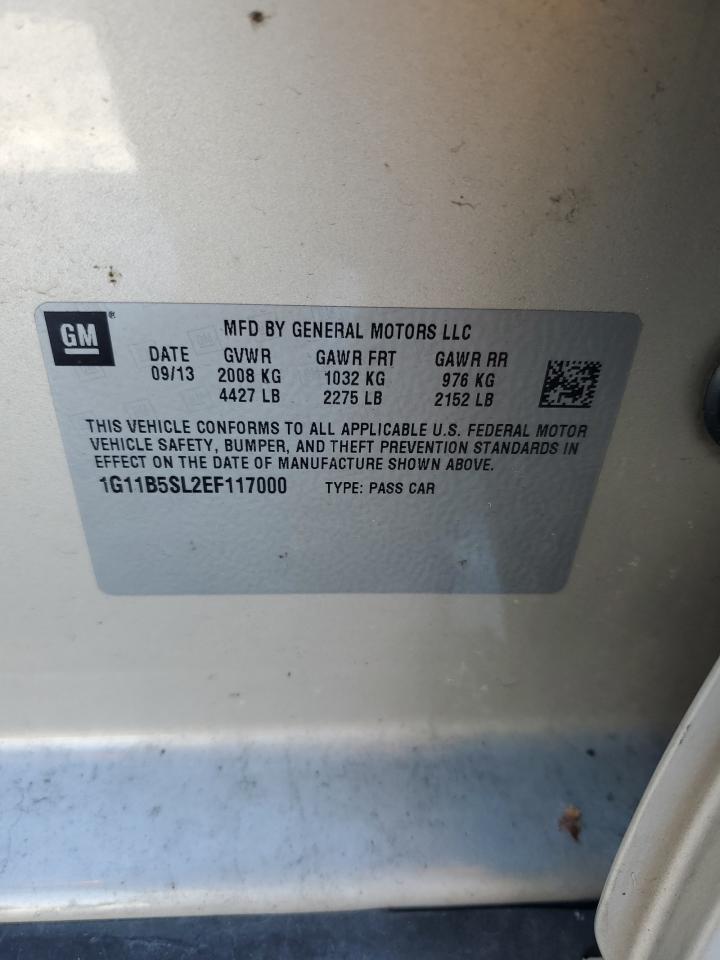 GM®
MFD BY GENERAL MOTORS LLC
DATE GVWR GAWR FRT GAWR RR
09/13 2008 KG 1032 KG 976 KG
4427 LB 2275 LB 2152 LB
THIS VEHICLE CONFORMS TO ALL APPLICABLE U.S. FEDERAL MOTOR
VEHICLE SAFETY, BUMPER, AND THEFT PREVENTION STANDARDS IN
EFFECT ON THE DATE OF MANUFACTURE SHOWN ABOVE.
1G11B5SL2EF117000 TYPE: PASS CAR